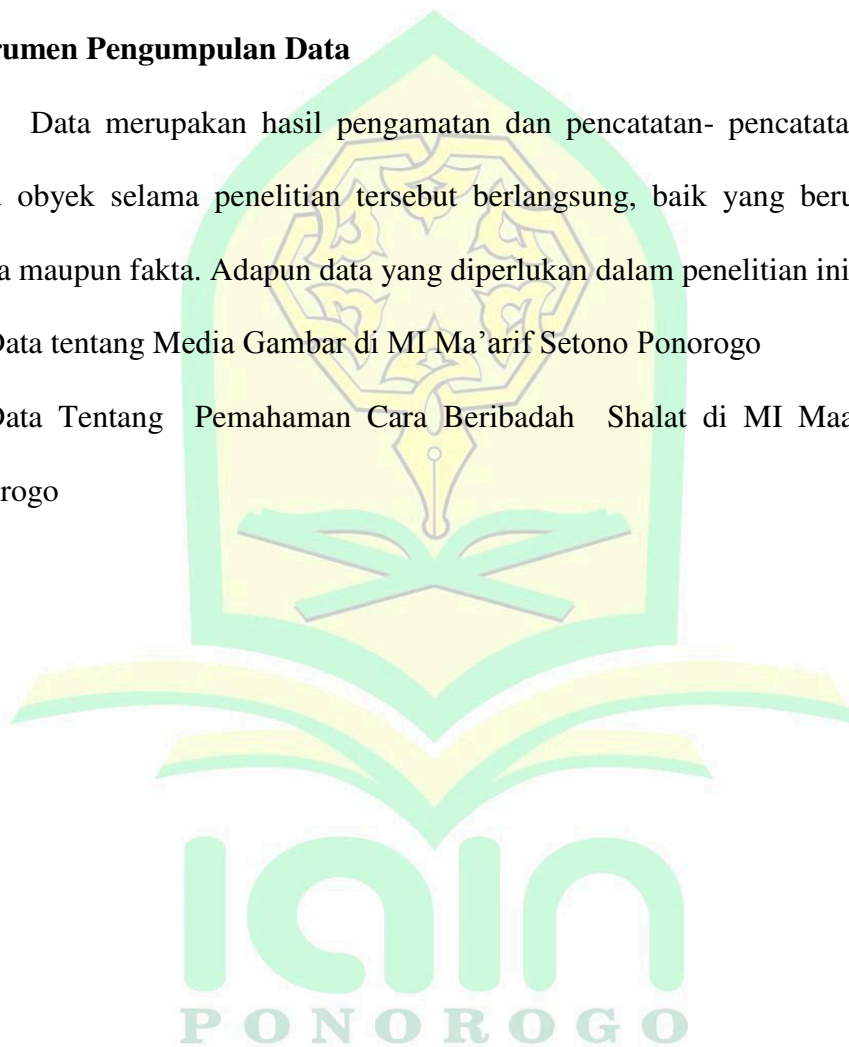 rumen Pengumpulan Data
Data merupakan hasil pengamatan dan pencatatan- pencatata
obyek selama penelitian tersebut berlangsung, baik yang beru
a maupun fakta. Adapun data yang diperlukan dalam penelitian ini
Data tentang Media Gambar di MI Ma’arif Setono Ponorogo
Data Tentang Pemahaman Cara Beribadah Shalat di MI Maa
rogo
IAIN
PONOROGO